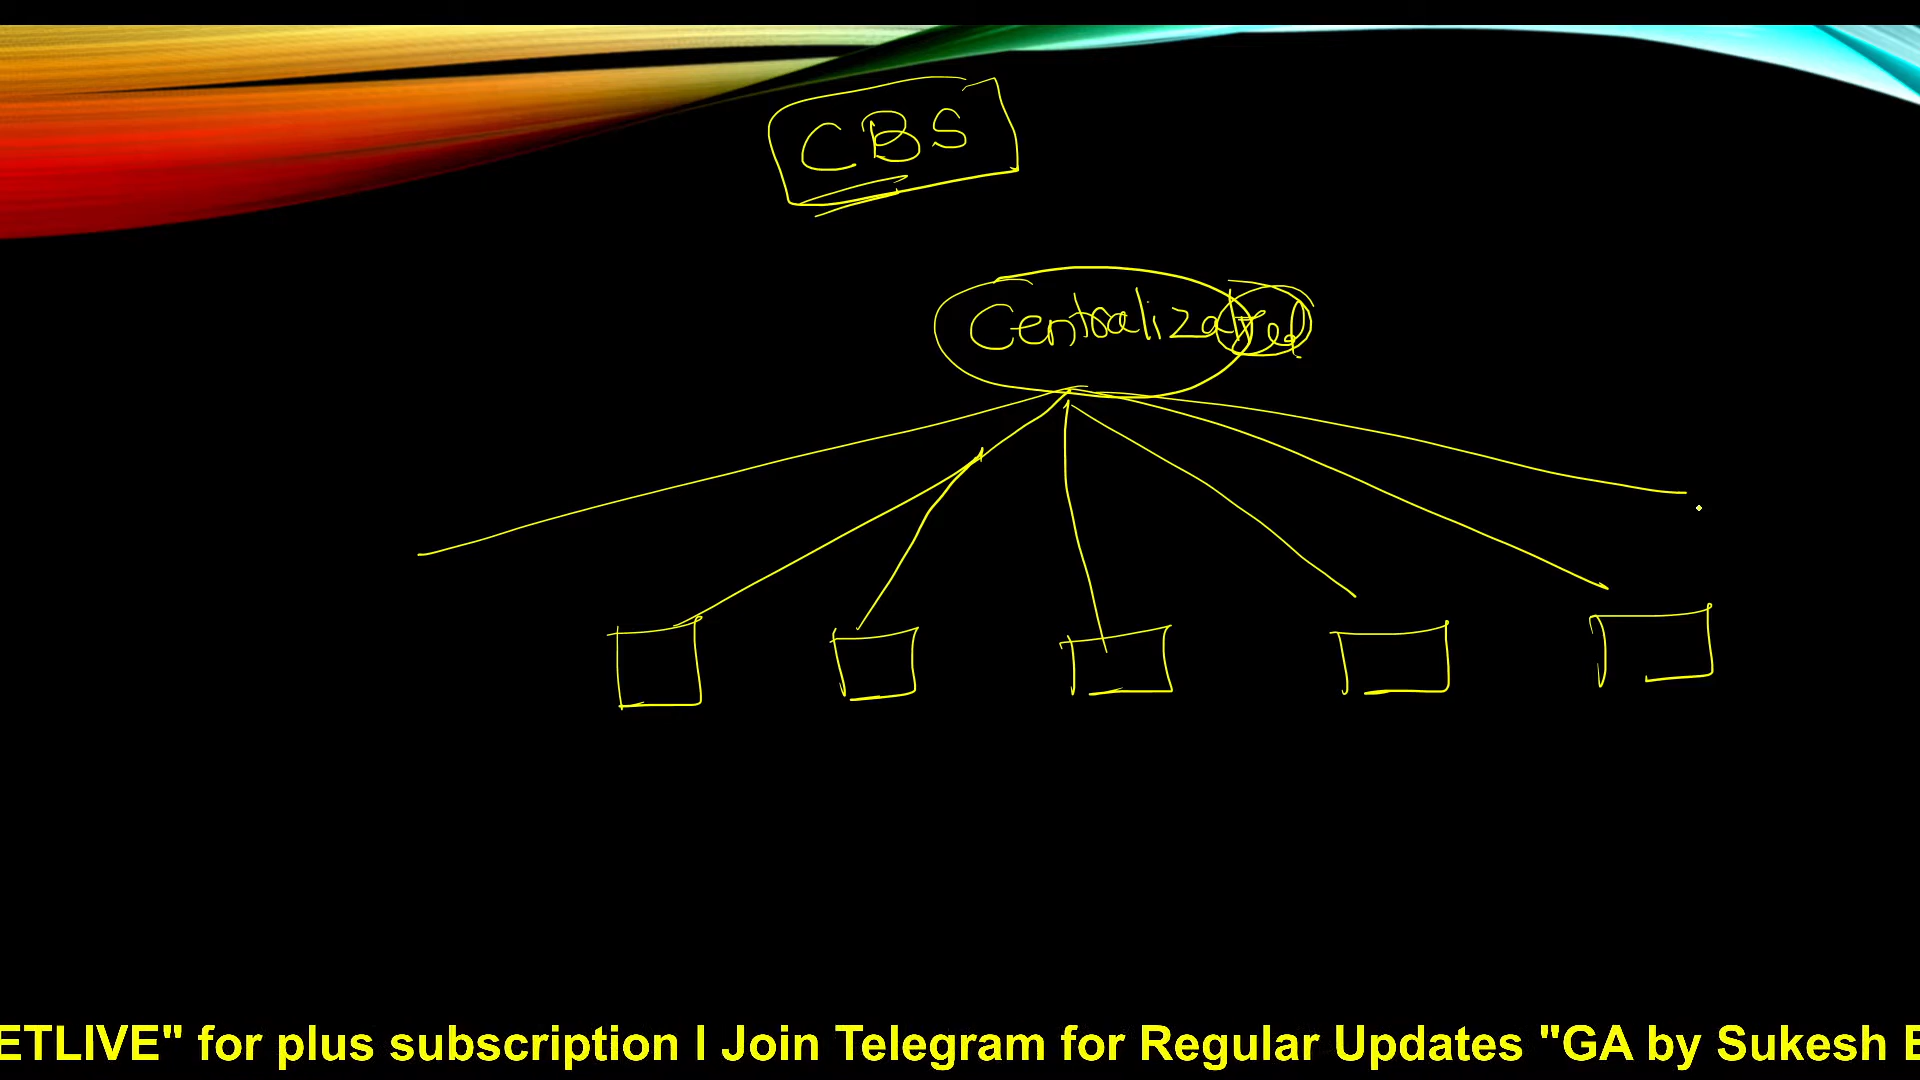 CBS
Centralized
ETLIVE" for plus subscription I Join Telegram for Regular Updates "GA by Sukesh